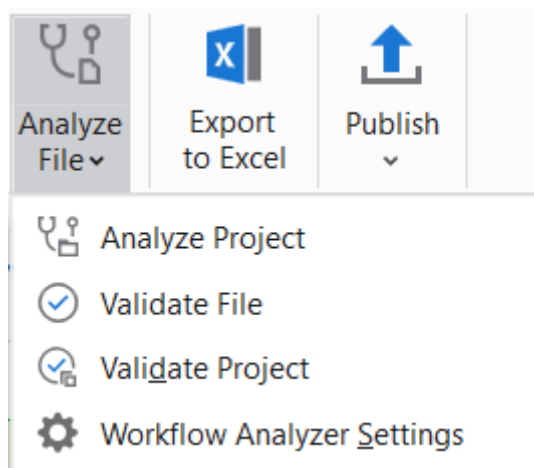 Analyze
File
Export
to Excel
Publish
Analyze Project
Validate File
Validate Project
Workflow Analyzer Settings